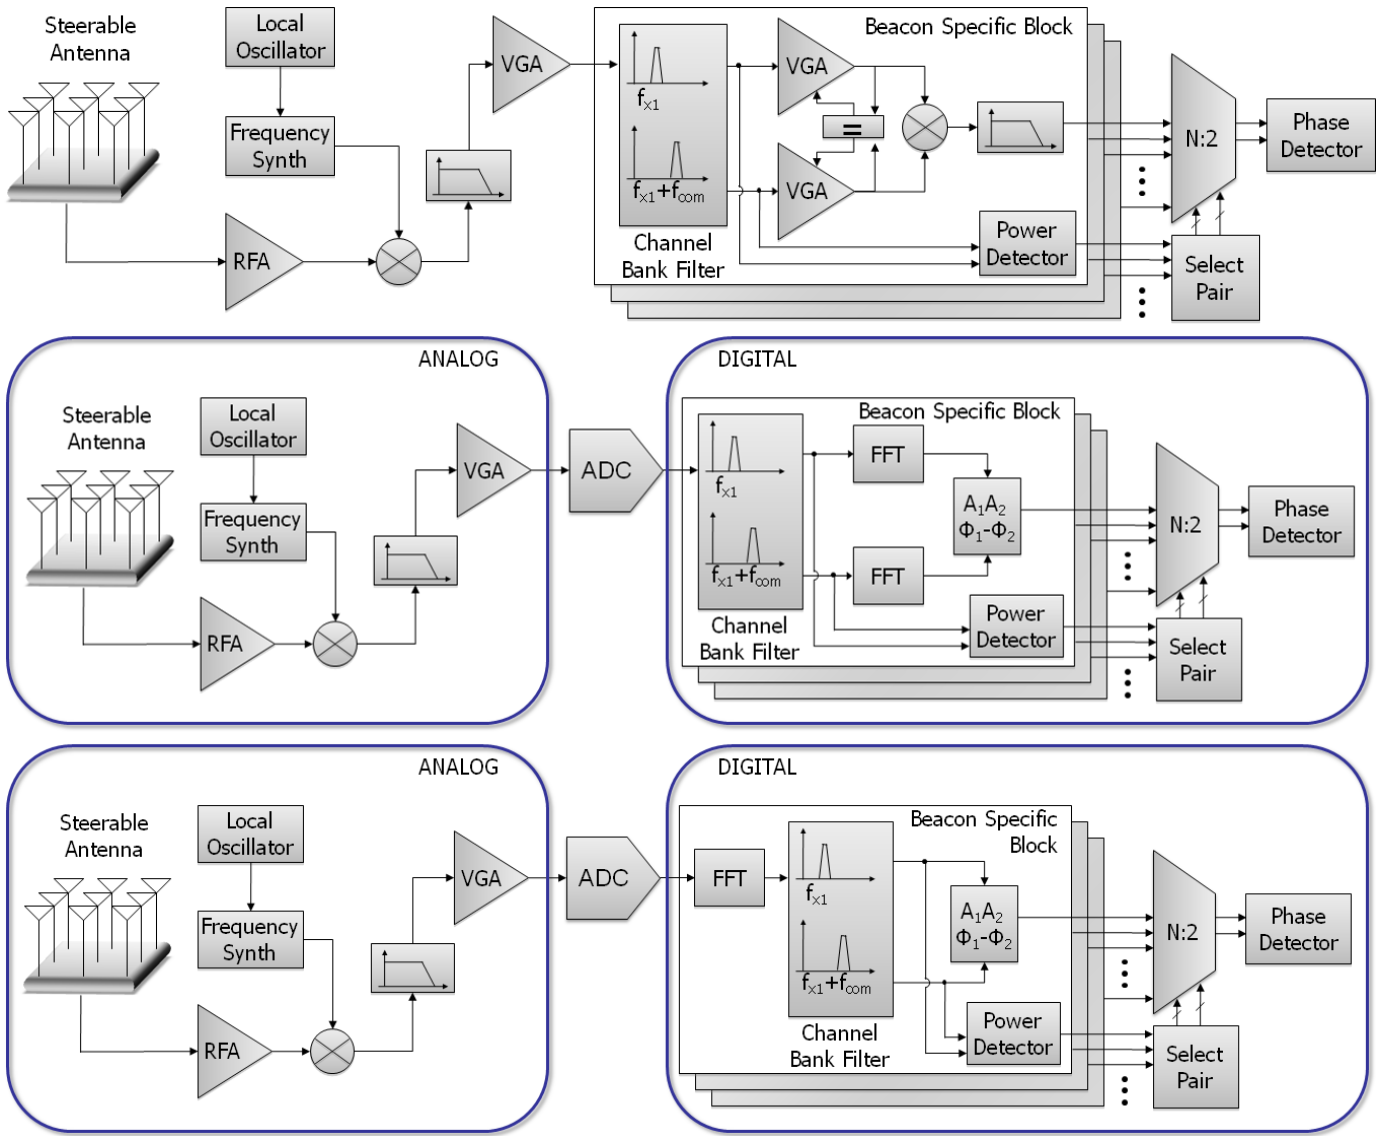 Steerable
Antenna
Local
Oscillator
Frequency
Synth
RFA
VGA
Beacon Specific Block
fx1
fx1+fcom
Channel
Bank Filter
VGA
=
VGA
Power
Detector
N:2
Select
Pair
Phase
Detector
ANALOG
Steerable
Antenna
Local
Oscillator
Frequency
Synth
RFA
VGA
ADC
DIGITAL
Beacon Specific Block
fx1
fx1+fcom
Channel
Bank Filter
FFT
FFT
A1A2
Φ1-Φ2
Power
Detector
N:2
Select
Pair
Phase
Detector
ANALOG
Steerable
Antenna
Local
Oscillator
Frequency
Synth
RFA
VGA
ADC
DIGITAL
Beacon Specific
Block
FFT
fx1
fx1+fcom
Channel
Bank Filter
A1A2
Φ1-Φ2
Power
Detector
N:2
Select
Pair
Phase
Detector